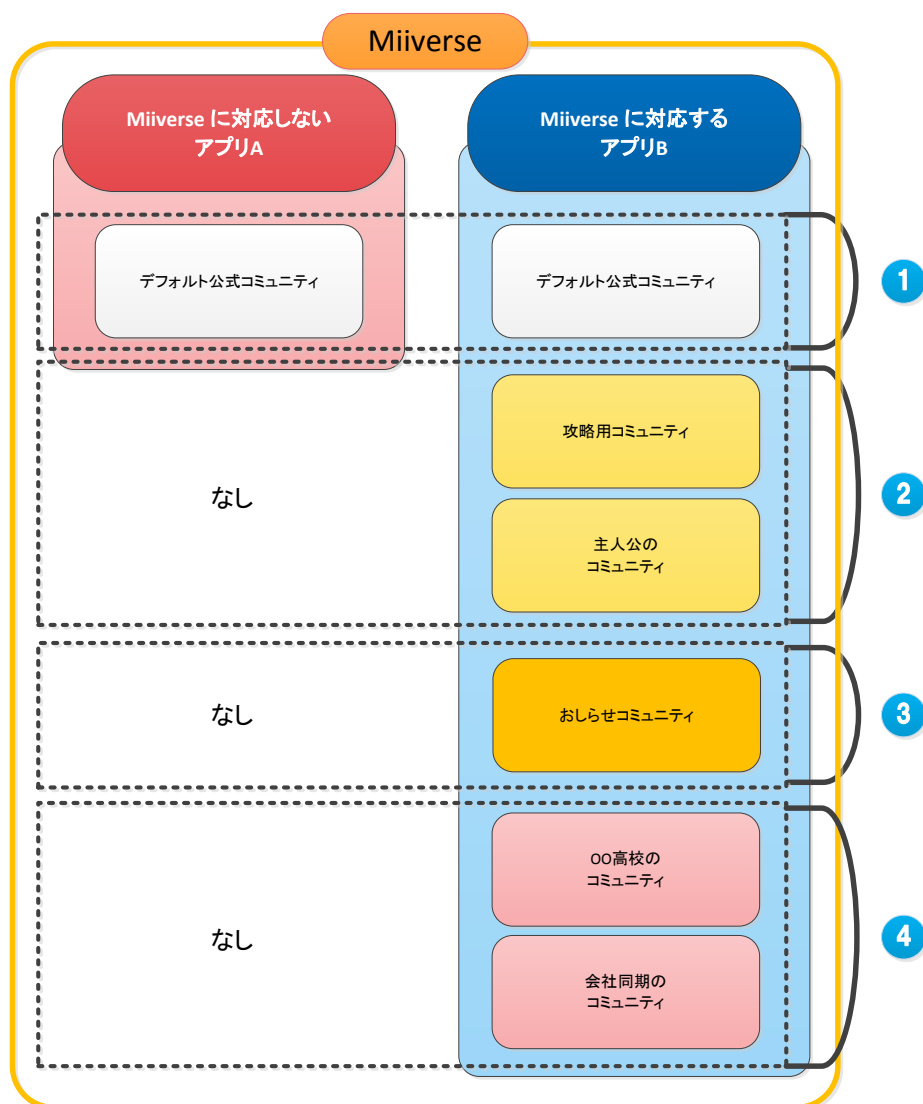 Miiverse
Miiverse に対応しない
アプリA
Miiverse に対応する
アプリB
デフォルト公式コミュニティ
デフォルト公式コミュニティ
1
なし
攻略用コミュニティ
主人公の
コミュニティ
2
なし
おしらせコミュニティ
3
なし
OO高校の
コミュニティ
会社同期の
コミュニティ
4